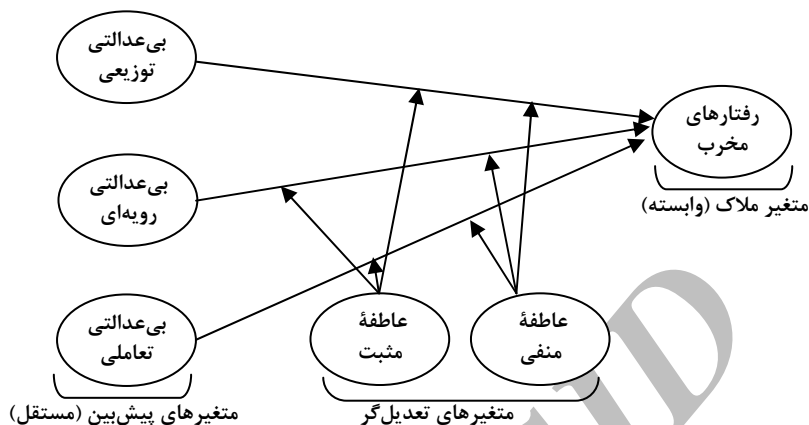 بی‌عدالتی
توزیعی
رفتارهای
مخرب
متغیر ملاک (وابسته)
بی‌عدالتی
رویه‌ای
بی‌عدالتی
تعاملی
عاطفهٔ
مثبت
عاطفهٔ
منفی
متغیرهای پیش‌بین (مستقل)
متغیرهای تعدیل‌گر